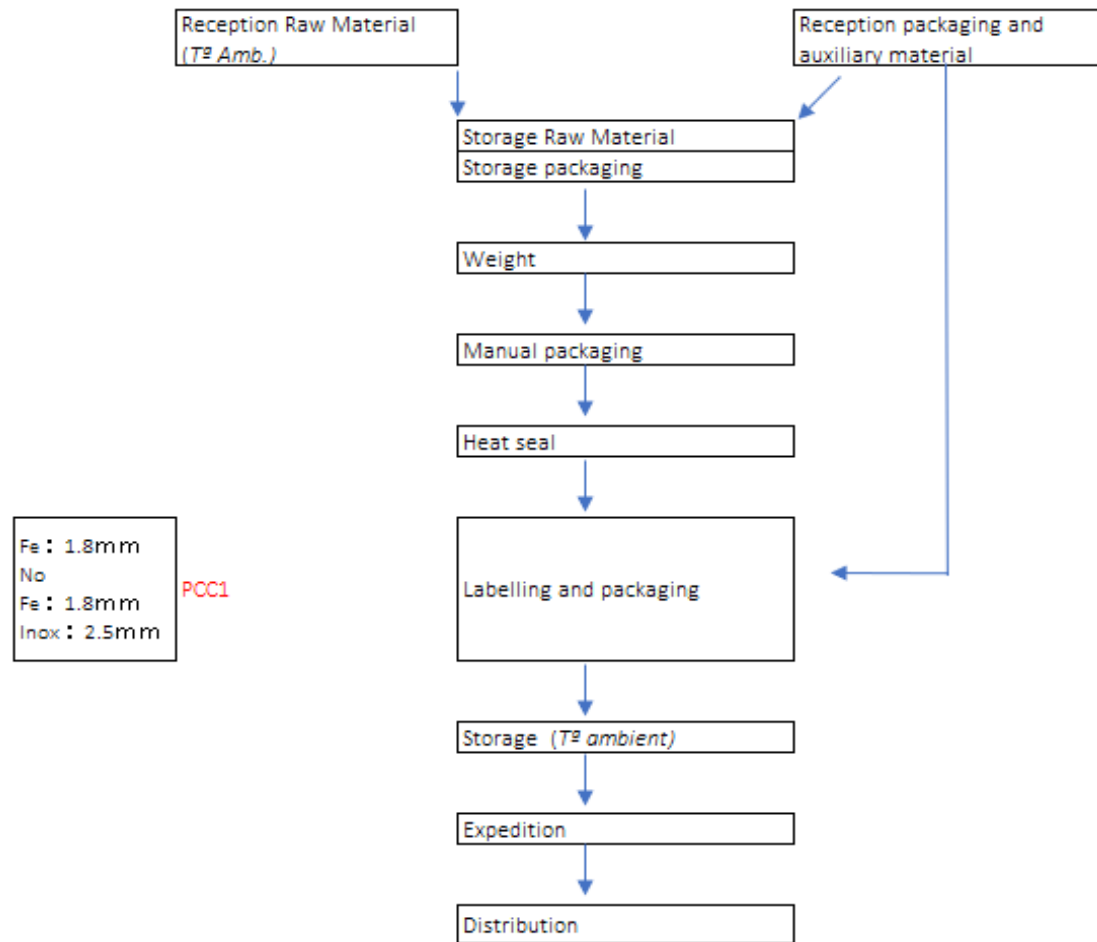 Reception Raw Material
(Tª Amb.)
Reception packaging and
auxiliary material
Storage Raw Material
Storage packaging
Weight
Manual packaging
Heat seal
Fe：1.8mm
No
Fe：1.8mm
Inox：2.5mm
PCC1
Labelling and packaging
Storage (Tª ambient)
Expedition
Distribution